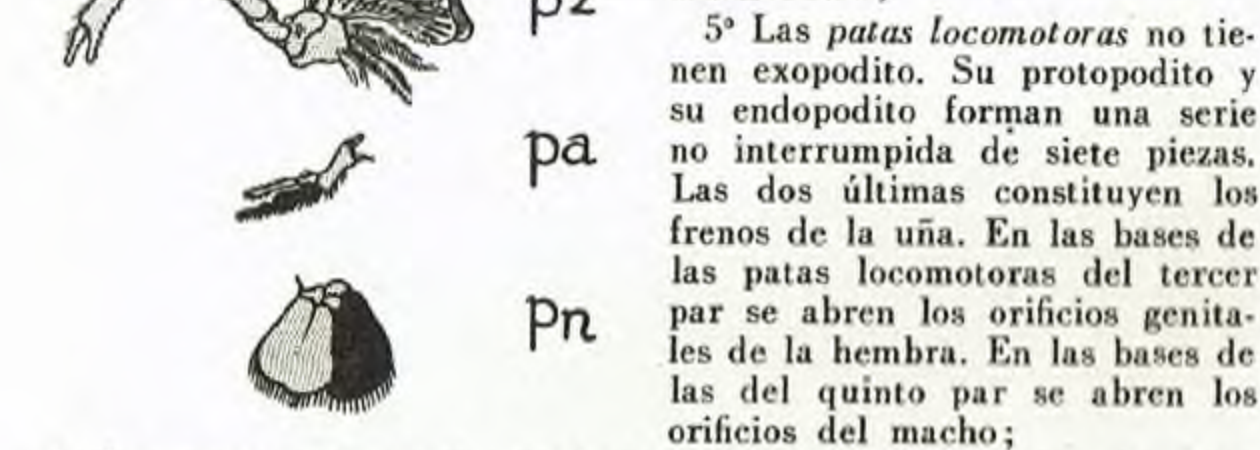 p2
pa
pn
5° Las patas locomotoras no tie-
nen exopodito. Su protopodito y
su endopodito forman una serie
no interrumpida de siete piezas.
Las dos últimas constituyen los
frenos de la uña. En las bases de
las patas locomotoras del tercer
par se abren los orificios genita-
les de la hembra. En las bases de
las del quinto par se abren los
orificios del macho;